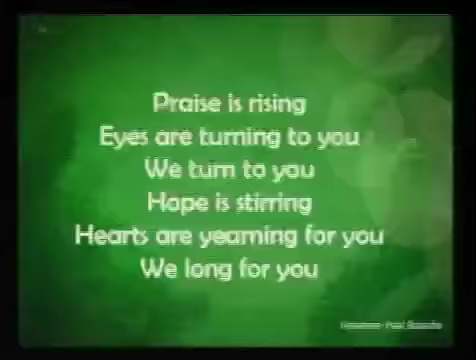 Praise is rising
Eyes are turning to you
We turn to you
Hope is stirring
Hearts are yearning for you
We long for you